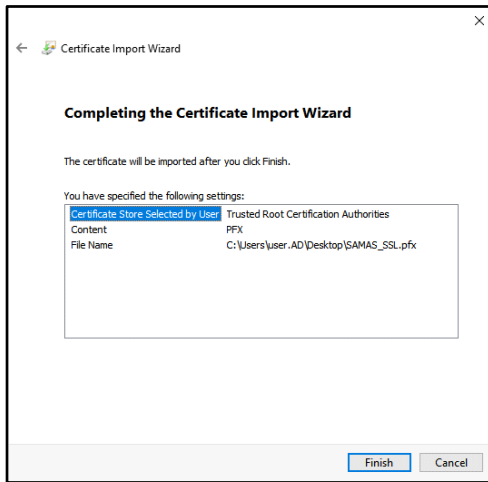 Certificate Import Wizard
Completing the Certificate Import Wizard
The certificate will be imported after you click Finish.
You have specified the following settings:
Certificate Store Selected by User Trusted Root Certification Authorities
Content PFX
File Name C:\Users\user.AD\Desktop\SAMAS_SSL.pfx
Finish Cancel